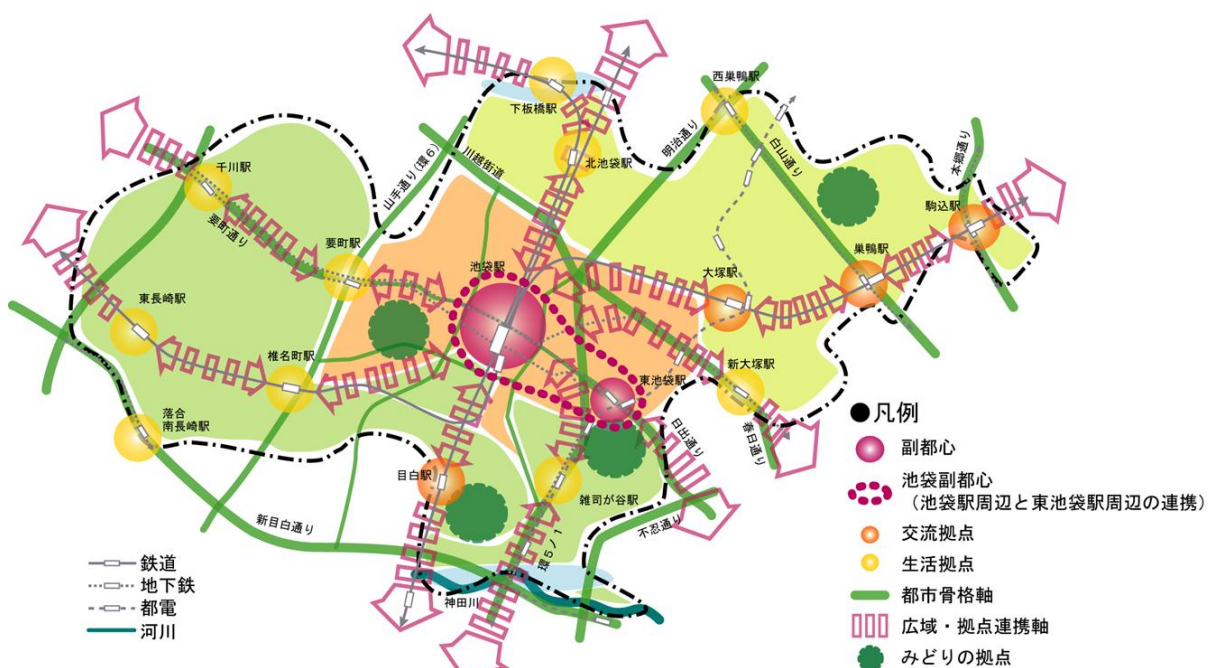 西巣鴨駅
下板橋駅
明治通り
白山通り
本郷通り
川越街道
北池袋駅
千川駅
山手通り(環6)
駒込駅
要町通り
要町駅
池袋駅
大塚駅
巣鴨駅
東長崎駅
椎名町駅
東池袋駅
新大塚駅
落合
南長崎駅
日出通り
春日通り
目白駅
雑司が谷駅
新目白通り
不忍通り
環5ノ1
神田川
鉄道
地下鉄
都電
河川
●凡例
副都心
池袋副都心
(池袋駅周辺と東池袋駅周辺の連携)
交流拠点
生活拠点
都市骨格軸
広域・拠点連携軸
みどりの拠点